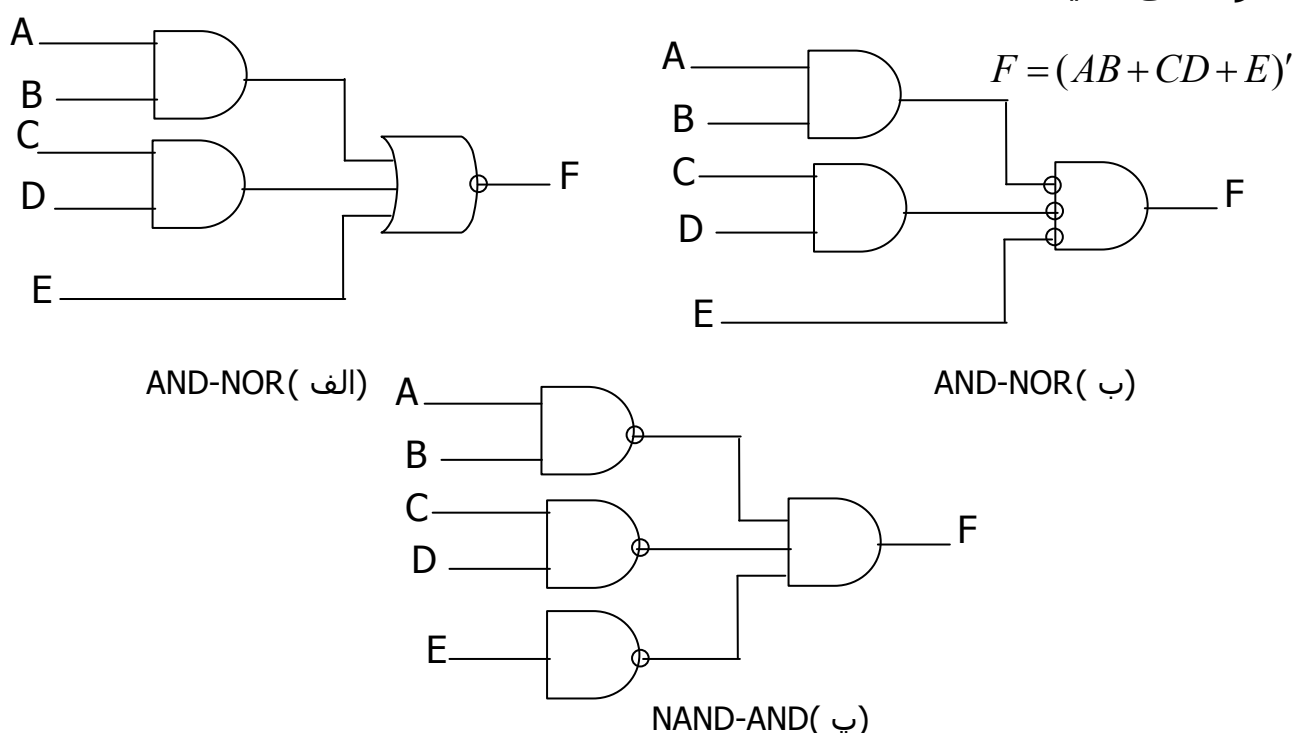 A
B
C
D
E
F
AND-NOR( الف)
F = (AB + CD + E)′
A
B
C
D
E
F
AND-NOR( ب)
A
B
C
D
E
F
NAND-AND( پ)